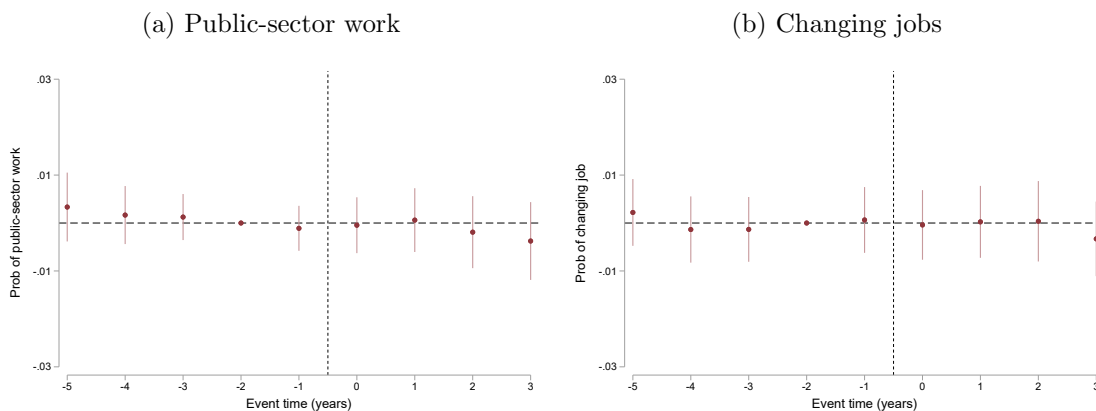 (a) Public-sector work
(b) Changing jobs
Prob of public-sector work
.03
.01
-.01
-.03
-5 -4 -3 -2 -1 0 1 2 3
Event time (years)
Prob of changing job
.03
.01
-.01
-.03
-5 -4 -3 -2 -1 0 1 2 3
Event time (years)